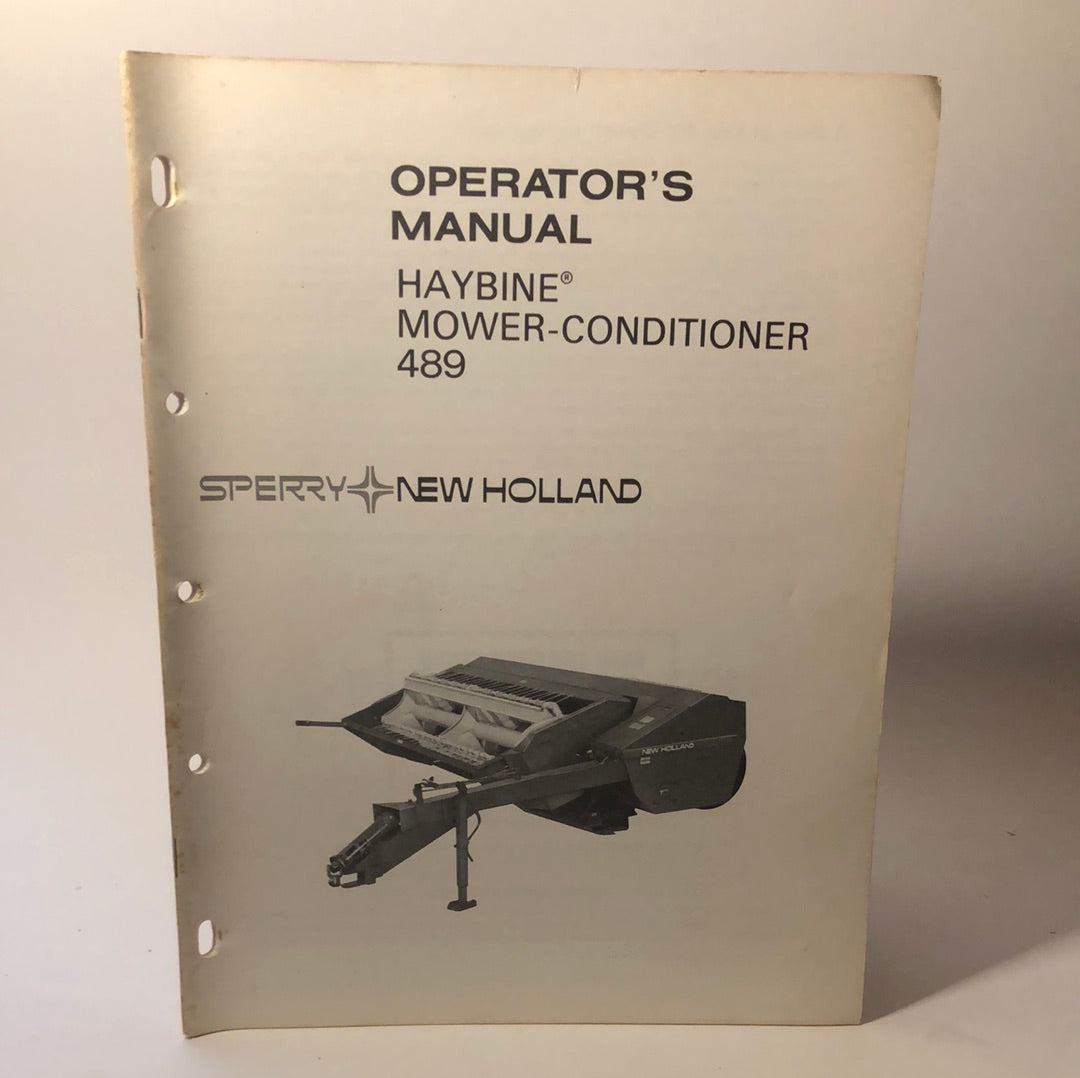 OPERATOR'S
MANUAL
HAYBINE®
MOWER-CONDITIONER
489
SPERRY NEW HOLLAND
NEW HOLLAND